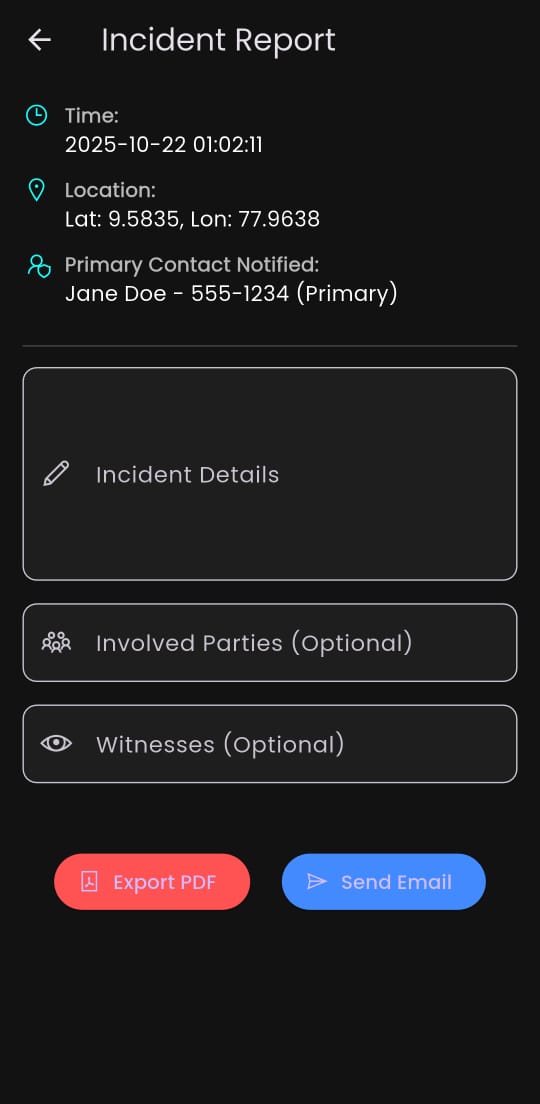 Incident Report
Time:
2025-10-22 01:02:11
Location:
Lat: 9.5835, Lon: 77.9638
Primary Contact Notified:
Jane Doe - 555-1234 (Primary)
Incident Details
Involved Parties (Optional)
Witnesses (Optional)
Export PDF
Send Email